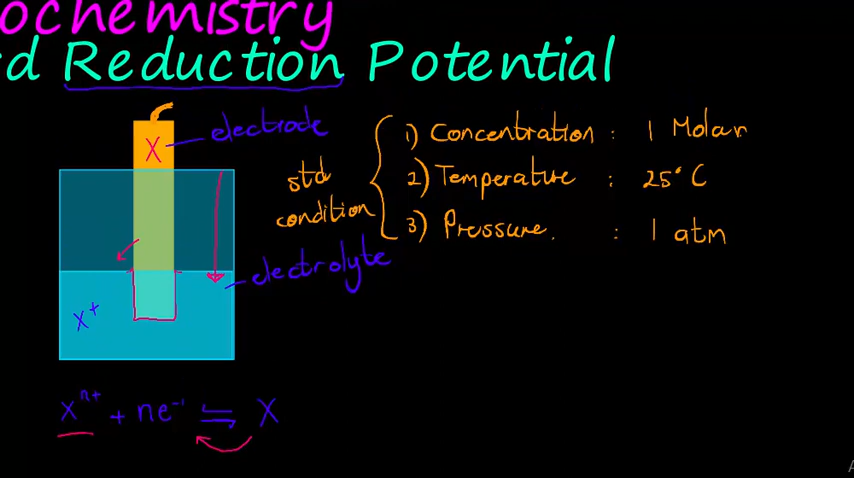 ochemistry
d Reduction Potential
X
electrode
std
condition
1) Concentration : 1 Molar
2) Temperature : 25°C
3) Pressure. : 1 atm
electrolyte
X⁺
Xⁿ⁺ + ne⁻¹ ⇌ X
A